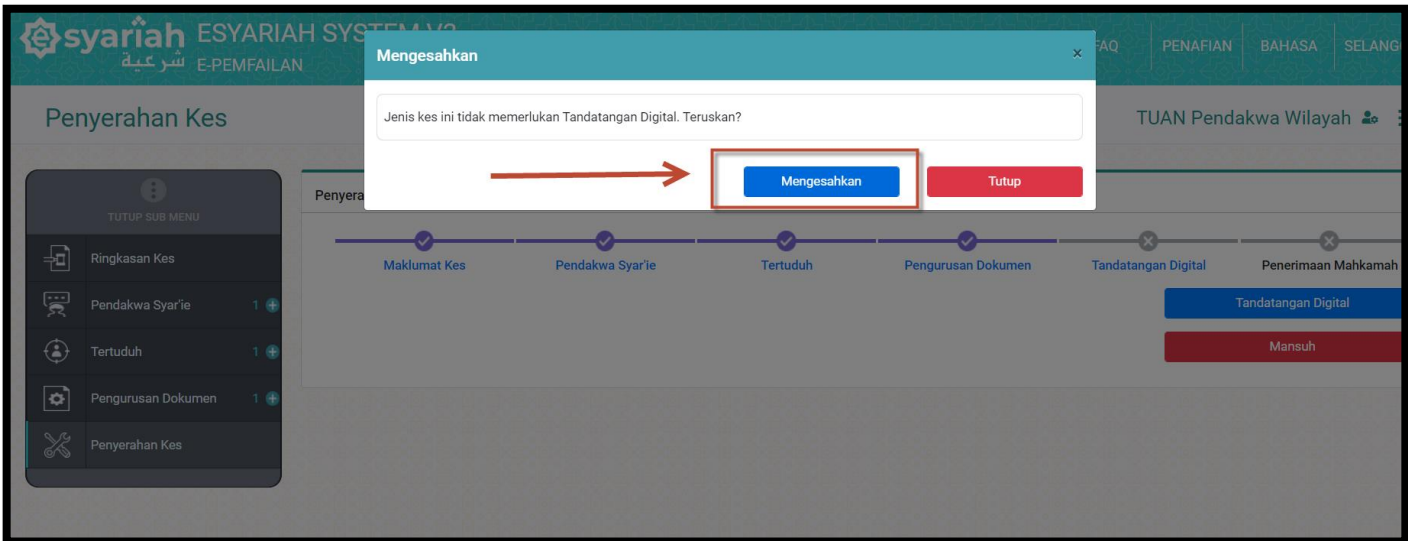 esyariah
شرعية
ESYARIAH SYSTEM V3
E-PEMFAILAN
FAQ
PENAFIAN
BAHASA
Mengesahkan
×
Jenis kes ini tidak memerlukan Tandatangan Digital. Teruskan?
Mengesahkan
Tutup
Penyerahan Kes
TUAN Pendakwa Wilayah
TUTUP SUB MENU
Ringkasan Kes
Pendakwa Syar'ie 1
Tertuduh 1
Pengurusan Dokumen 1
Penyerahan Kes
Maklumat Kes
Pendakwa Syar'ie
Tertuduh
Pengurusan Dokumen
Tandatangan Digital
Penerimaan Mahkamah
Tandatangan Digital
Mansuh